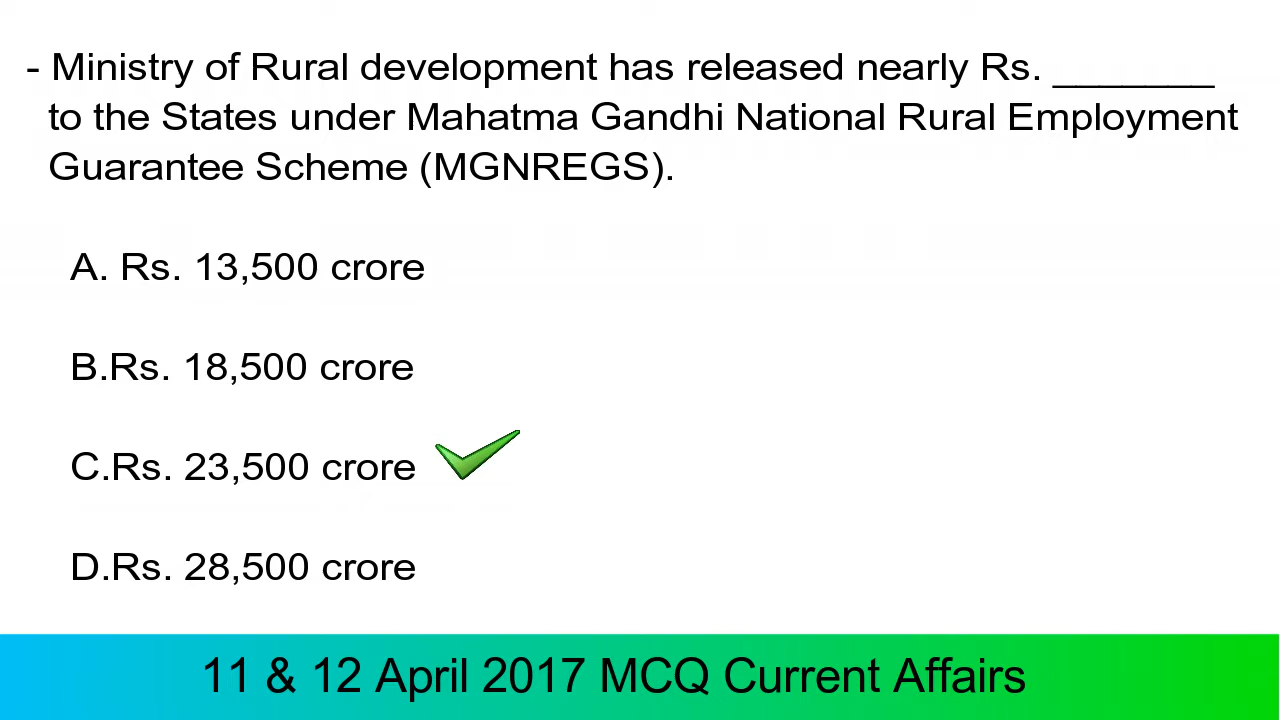 - Ministry of Rural development has released nearly Rs. _______
to the States under Mahatma Gandhi National Rural Employment
Guarantee Scheme (MGNREGS).
A. Rs. 13,500 crore
B.Rs. 18,500 crore
C.Rs. 23,500 crore
D.Rs. 28,500 crore
11 & 12 April 2017 MCQ Current Affairs